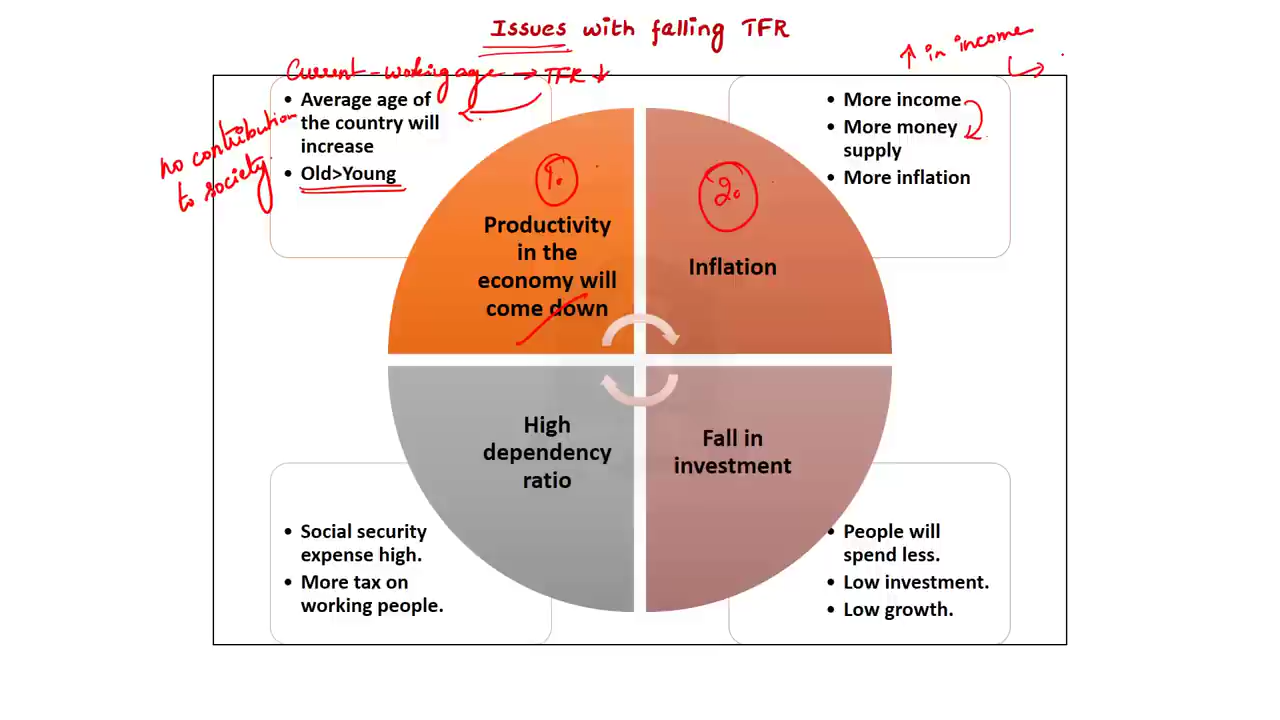 Issues with falling TFR
↑ in income
Current-working age → TFR ↓
• Average age of
the country will
increase
• Old>Young
no contribution
to society
1.
Productivity
in the
economy will
come down
2.
Inflation
• More income
• More money
supply
• More inflation
High
dependency
ratio
Fall in
investment
• Social security
expense high.
• More tax on
working people.
• People will
spend less.
• Low investment.
• Low growth.